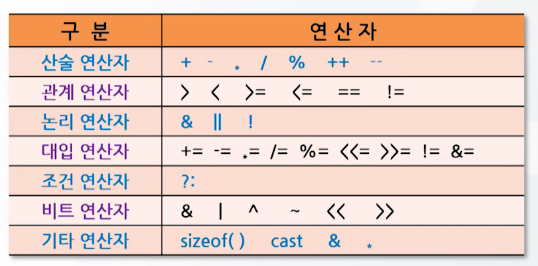 구 분 연 산 자
산술 연산자 + - * / % ++ --
관계 연산자 > < >= <= == !=
논리 연산자 & || !
대입 연산자 += -= *= /= %= <<= >>= != &=
조건 연산자 ?:
비트 연산자 & | ^ ~ << >>
기타 연산자 sizeof( ) cast & *